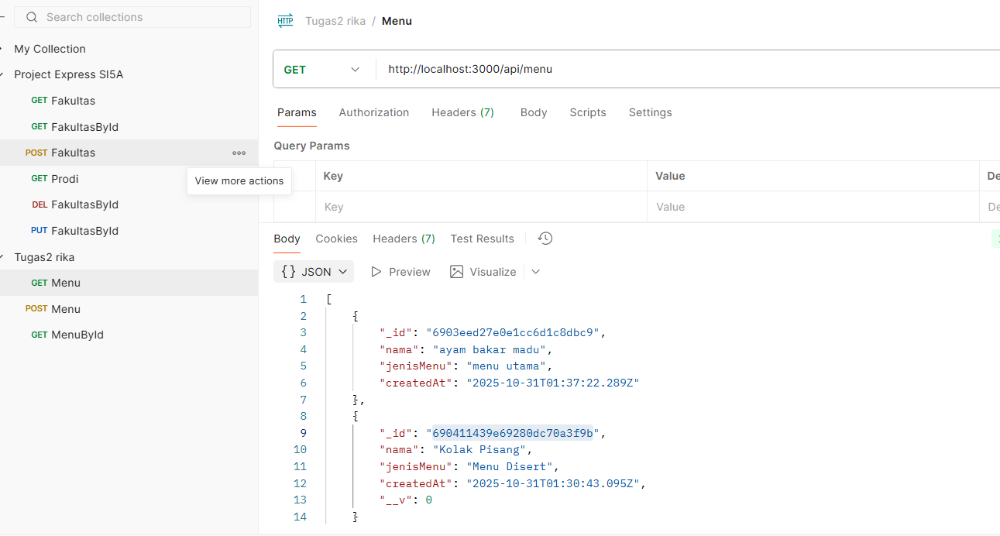 Search collections
My Collection
Project Express SI5A
GET Fakultas
GET FakultasById
POST Fakultas
View more actions
GET Prodi
DEL FakultasById
PUT FakultasById
Tugas2 rika
GET Menu
POST Menu
GET MenuById
HTTP Tugas2 rika / Menu
GET http://localhost:3000/api/menu
Params Authorization Headers (7) Body Scripts Settings
Query Params
Key Value De
Key Value De
Body Cookies Headers (7) Test Results
{} JSON Preview Visualize
1 [
2 {
3 "_id": "6903eed27e0e1cc6d1c8dbc9",
4 "nama": "ayam bakar madu",
5 "jenisMenu": "menu utama",
6 "createdAt": "2025-10-31T01:37:22.289Z"
7 },
8 {
9 "_id": "690411439e69280dc70a3f9b",
10 "nama": "Kolak Pisang",
11 "jenisMenu": "Menu Disert",
12 "createdAt": "2025-10-31T01:30:43.095Z",
13 "__v": 0
14 }